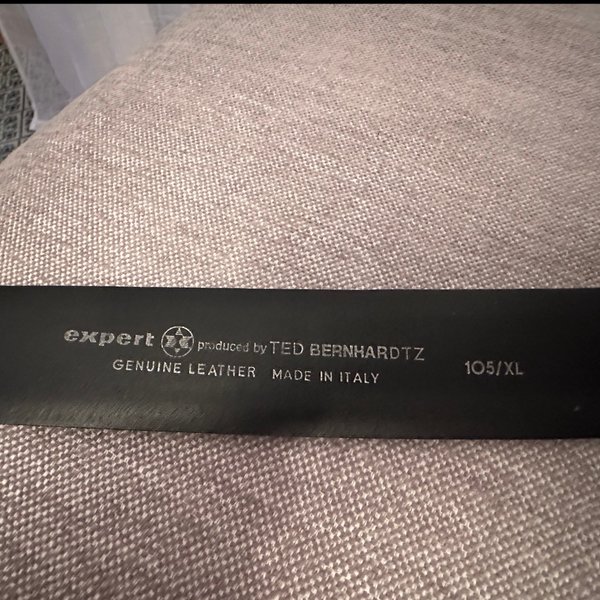 expert produced by TED BERNHARDTZ 105/XL
GENUINE LEATHER MADE IN ITALY